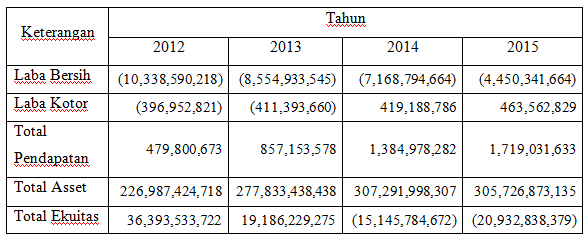 Keterangan Tahun
2012 2013 2014 2015
Laba Bersih (10,338,590,218) (8,554,933,545) (7,168,794,664) (4,450,341,664)
Laba Kotor (396,952,821) (411,393,660) 419,188,786 463,562,829
Total
Pendapatan 479,800,673 857,153,578 1,384,978,282 1,719,031,633
Total Asset 226,987,424,718 277,833,438,438 307,291,998,307 305,726,873,135
Total Ekuitas 36,393,533,722 19,186,229,275 (15,145,784,672) (20,932,838,379)